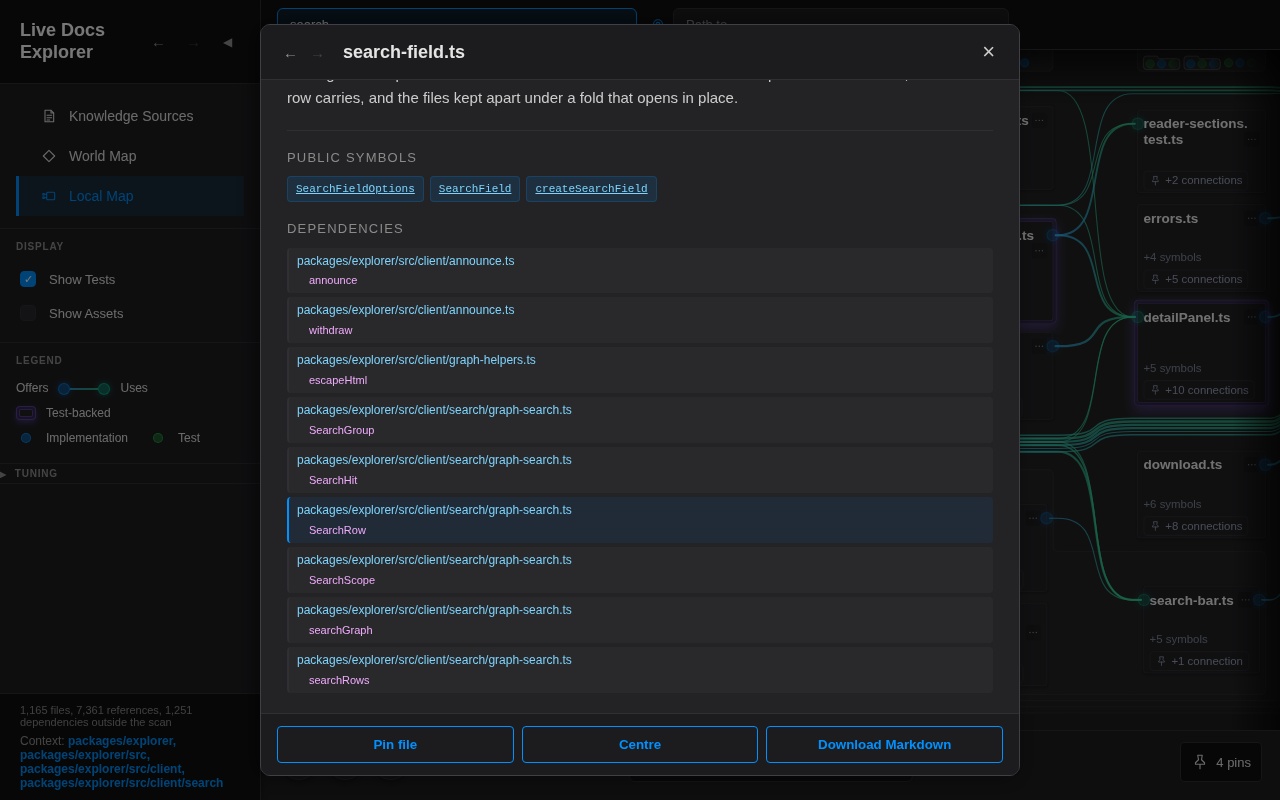 Live Docs
Explorer
Knowledge Sources
World Map
Local Map
DISPLAY
Show Tests
Show Assets
LEGEND
Offers
Uses
Test-backed
Implementation
Test
TUNING
1,165 files, 7,361 references, 1,251
dependencies outside the scan
Context: packages/explorer,
packages/explorer/src,
packages/explorer/src/client,
packages/explorer/src/client/search
search-field.ts
row carries, and the files kept apart under a fold that opens in place.
PUBLIC SYMBOLS
SearchFieldOptions
SearchField
createSearchField
DEPENDENCIES
packages/explorer/src/client/announce.ts
announce
packages/explorer/src/client/announce.ts
withdraw
packages/explorer/src/client/graph-helpers.ts
escapeHtml
packages/explorer/src/client/search/graph-search.ts
SearchGroup
packages/explorer/src/client/search/graph-search.ts
SearchHit
packages/explorer/src/client/search/graph-search.ts
SearchRow
packages/explorer/src/client/search/graph-search.ts
SearchScope
packages/explorer/src/client/search/graph-search.ts
searchGraph
packages/explorer/src/client/search/graph-search.ts
searchRows
Pin file
Centre
Download Markdown
reader-sections.
test.ts
+2 connections
errors.ts
+4 symbols
+5 connections
detailPanel.ts
+5 symbols
+10 connections
download.ts
+6 symbols
+8 connections
search-bar.ts
+5 symbols
+1 connection
4 pins